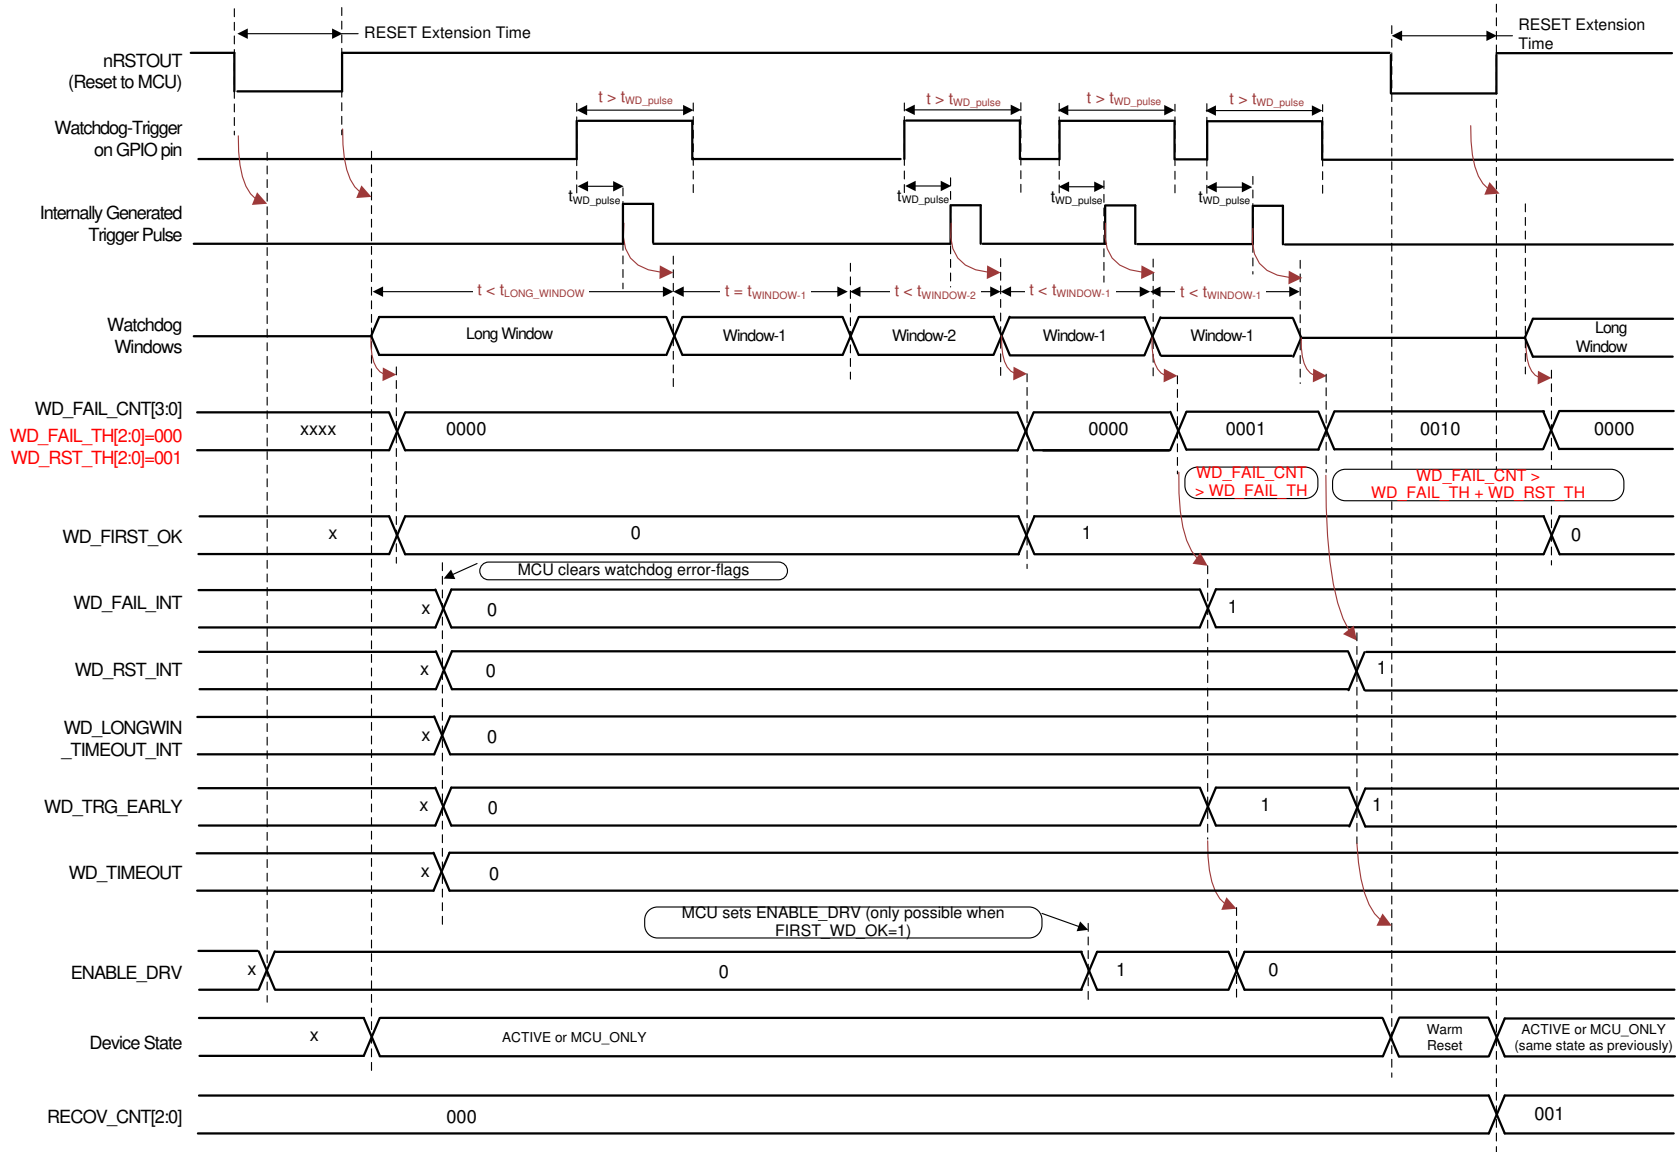 RESET Extension Time
RESET Extension
Time
nRSTOUT
(Reset to MCU)
t > tWD_pulse
t > tWD_pulse
t > tWD_pulse
t > tWD_pulse
Watchdog-Trigger
on GPIO pin
tWD_pulse
tWD_pulse
tWD_pulse
tWD_pulse
Internally Generated
Trigger Pulse
t < tLONG_WINDOW
t = tWINDOW-1
t < tWINDOW-2
t < tWINDOW-1
t < tWINDOW-1
Watchdog
Windows
Long Window
Window-1
Window-2
Window-1
Window-1
Long
Window
WD_FAIL_CNT[3:0]
WD_FAIL_TH[2:0]=000
WD_RST_TH[2:0]=001
xxxx
0000
0000
0001
0010
0000
WD_FAIL_CNT
> WD_FAIL_TH
WD_FAIL_CNT >
WD_FAIL_TH + WD_RST_TH
WD_FIRST_OK
x
0
1
0
MCU clears watchdog error-flags
WD_FAIL_INT
x
0
1
WD_RST_INT
x
0
1
WD_LONGWIN
_TIMEOUT_INT
x
0
WD_TRG_EARLY
x
0
1
1
WD_TIMEOUT
x
0
MCU sets ENABLE_DRV (only possible when
FIRST_WD_OK=1)
ENABLE_DRV
x
0
1
0
Device State
x
ACTIVE or MCU_ONLY
Warm
Reset
ACTIVE or MCU_ONLY
(same state as previously)
RECOV_CNT[2:0]
000
001